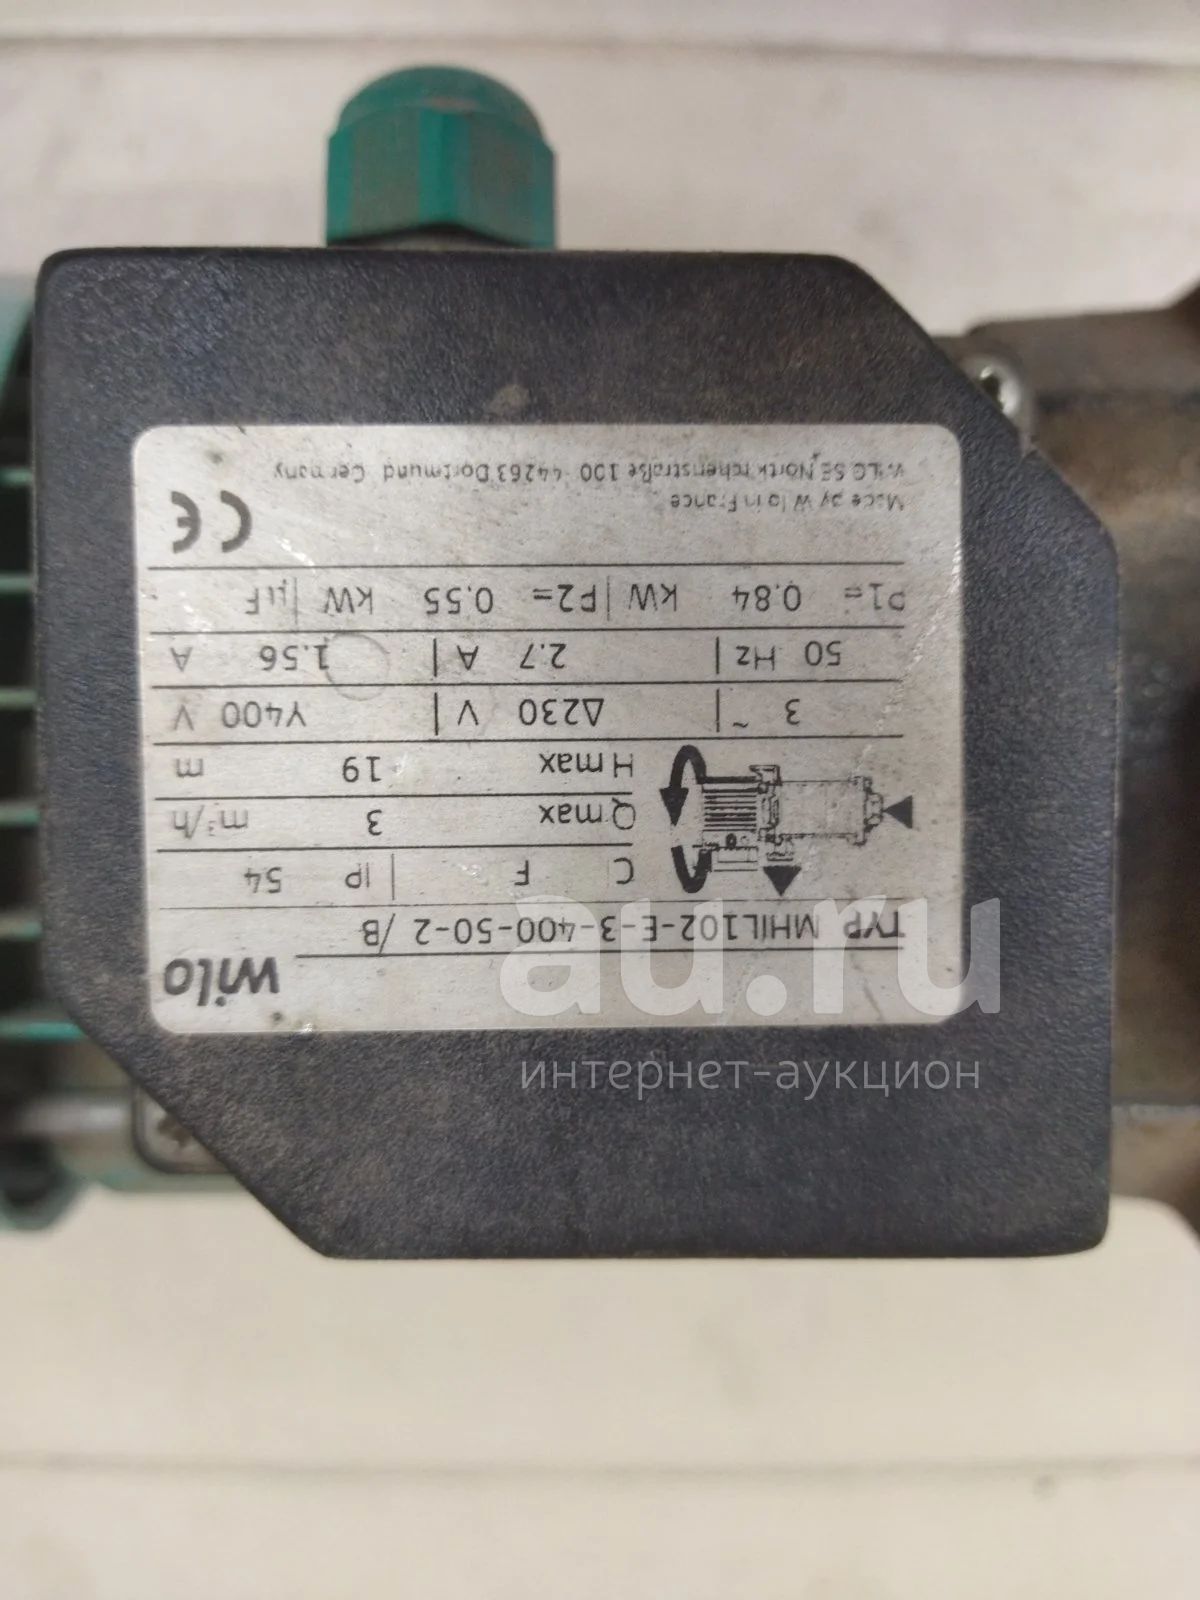 wilo
TYP MHIL102-E-3-400-50-2 /B
C F IP 54
Qmax 3 m³/h
Hmax 19 m
3 ~ Δ230 V Y400 V
50 Hz 2.7 A 1.56 A
P1= 0.84 kW P2= 0.55 kW µF
Made by Wilo in France
WILO SE Nortkirchenstraße 100 44263 Dortmund Germany
CE
au.ru
интернет-аукцион